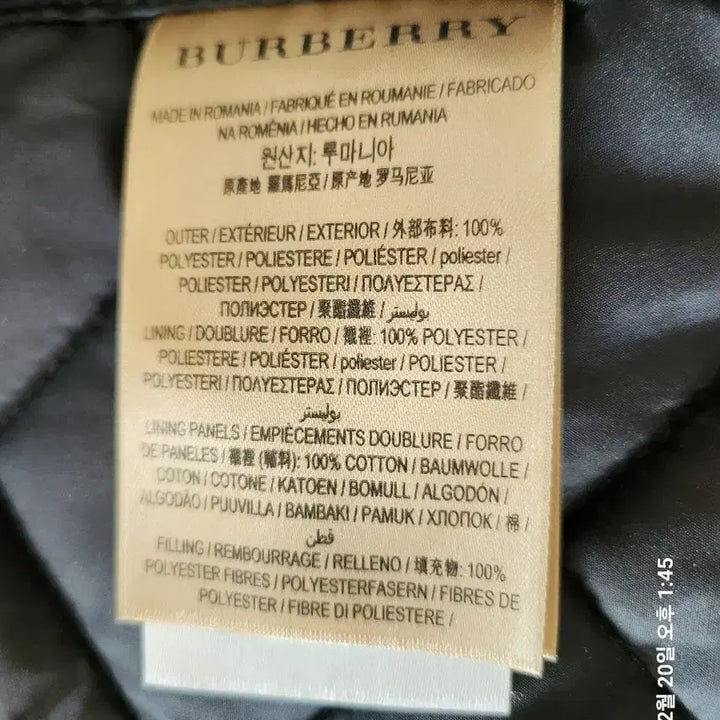 BURBERRY
MADE IN ROMANIA / FABRIQUÉ EN ROUMANIE / FABRICADO
NA ROMÉNIA / HECHO EN RUMANIA
원산지: 루마니아
原產地 羅馬尼亞 / 原产地 罗马尼亚
OUTER / EXTÉRIEUR / EXTERIOR / 外部布料: 100%
POLYESTER / POLIESTERE / POLIÉSTER / poliester /
POLIESTER / POLYESTERI / ΠΟΛΥΕΣΤΕΡΑΣ /
ПОЛИЭСТЕР / 聚酯纖維 / بوليستر
LINING / DOUBLURE / FORRO / 襯裡: 100% POLYESTER /
POLIESTERE / POLIÉSTER / poliester / POLIESTER /
POLYESTERI / ΠΟΛΥΕΣΤΕΡΑΣ / ПОЛИЭСТЕР / 聚酯纖維 /
بوليستر
LINING PANELS / EMPIÈCEMENTS DOUBLURE / FORRO
DE PANELES / 襯裡 (輔料): 100% COTTON / BAUMWOLLE /
COTON / COTONE / KATOEN / BOMULL / ALGODÓN /
ALGODÃO / PUUVILLA / BAMBAKI / PAMUK / ХЛОПОК / 棉 /
قطن
FILLING / REMBOURRAGE / RELLENO / 填充物: 100%
POLYESTER FIBRES / POLYESTERFASERN / FIBRES DE
POLYESTER / FIBRE DI POLIESTERE /
2월 20일 오후 1:45